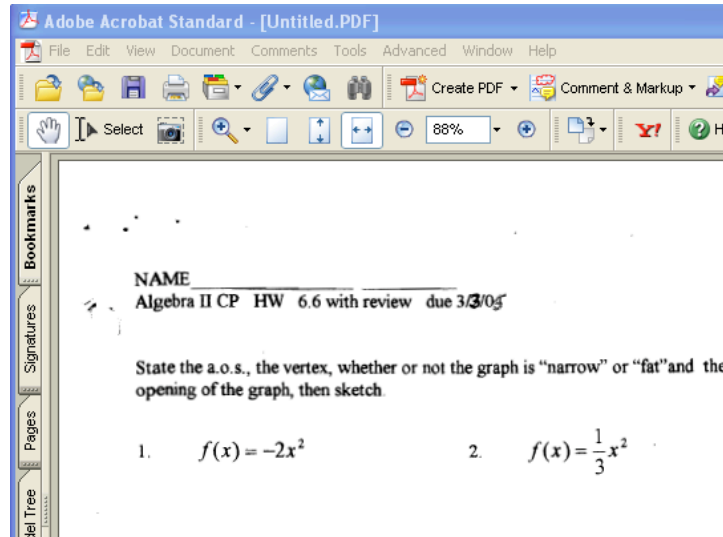 Adobe Acrobat Standard - [Untitled.PDF]
File Edit View Document Comments Tools Advanced Window Help
Create PDF Comment & Markup
Select 88% Y! H
Bookmarks
Signatures
Pages
del Tree
NAME
Algebra II CP HW 6.6 with review due 3/3/05
State the a.o.s., the vertex, whether or not the graph is “narrow” or “fat”and the
opening of the graph, then sketch.
1. f(x) = −2x² 2. f(x) = 1/3 x²